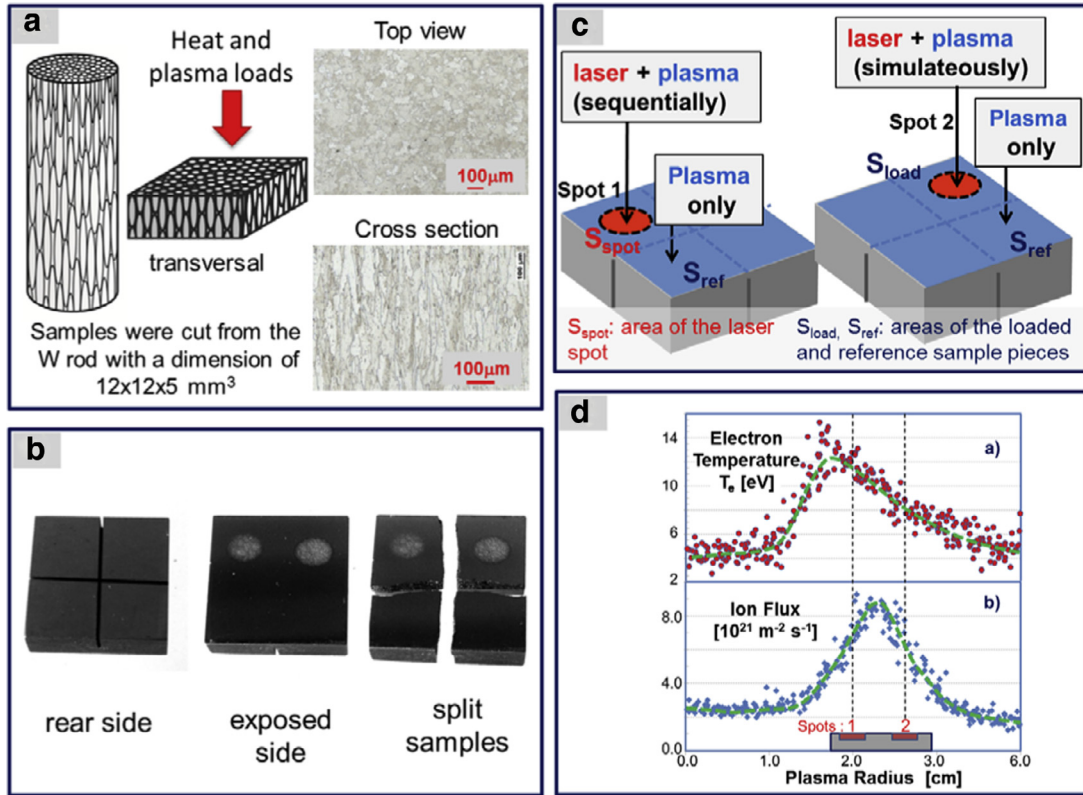 a
Heat and
plasma loads
transversal
Samples were cut from the
W rod with a dimension of
12x12x5 mm³
Top view
100μm
Cross section
100 μm
100μm
b
rear side
exposed
side
split
samples
c
laser + plasma
(sequentially)
Spot 1
Plasma
only
Sspot
Sref
laser + plasma
(simulateously)
Spot 2
Plasma
only
Sload
Sref
Sspot: area of the laser
spot
Sload, Sref: areas of the loaded
and reference sample pieces
d
14
12
10
8
6
4
2
Electron
Temperature
Te [eV]
a)
8.0
4.0
0.0
Ion Flux
[10²¹ m⁻² s⁻¹]
b)
Spots : 1 2
0.0 1.0 2.0 3.0 6.0
Plasma Radius [cm]